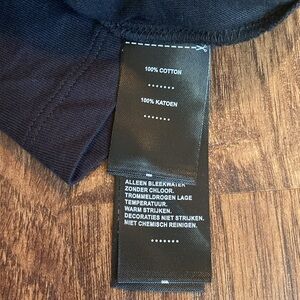 100% COTTON
100% KATOEN
ALLEEN BLEEKWATER
ZONDER CHLOOR.
TROMMELDROGEN LAGE
TEMPERATUUR.
WARM STRIJKEN.
DECORATIES NIET STRIJKEN.
NIET CHEMISCH REINIGEN.